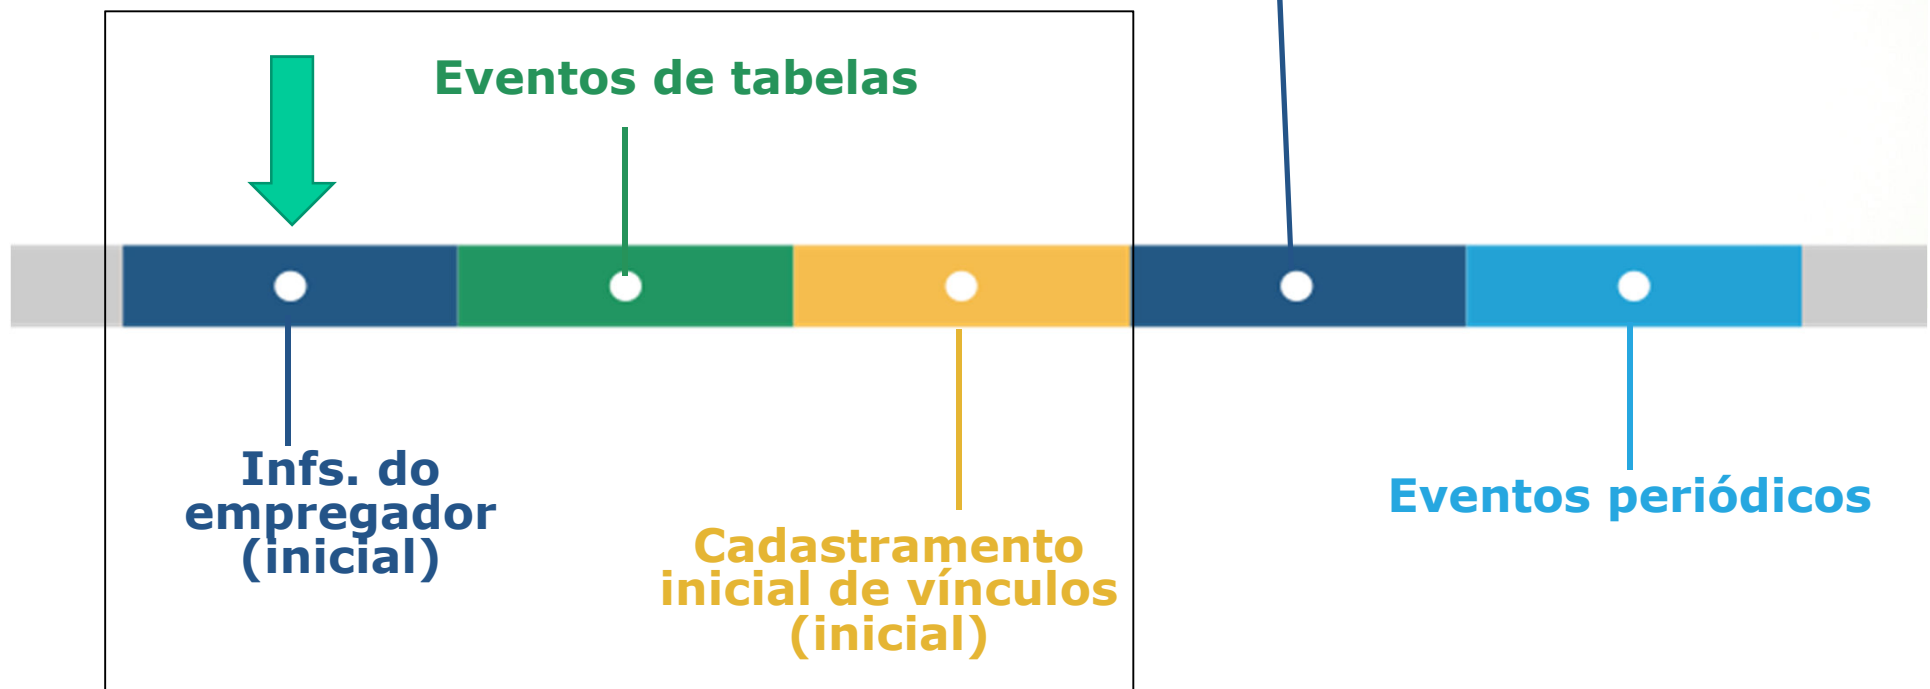 Eventos de tabelas
Infs. do
empregador
(inicial)
Cadastramento
inicial de vínculos
(inicial)
Eventos periódicos